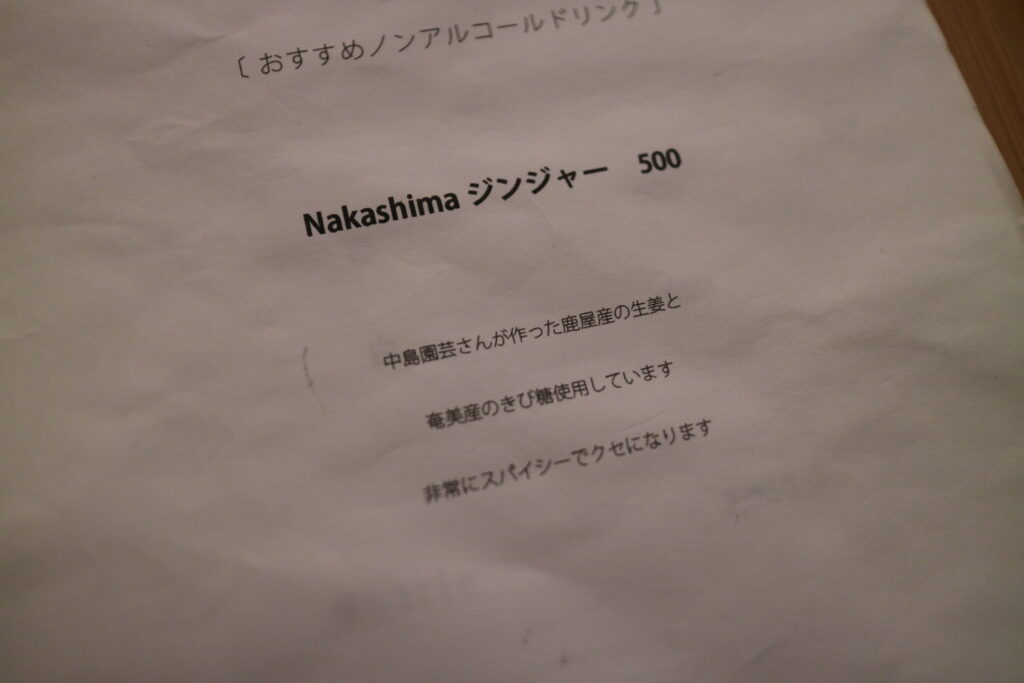 〔 おすすめノンアルコールドリンク 〕
Nakashima ジンジャー　500
中島園芸さんが作った鹿屋産の生姜と
奄美産のきび糖使用しています
非常にスパイシーでクセになります